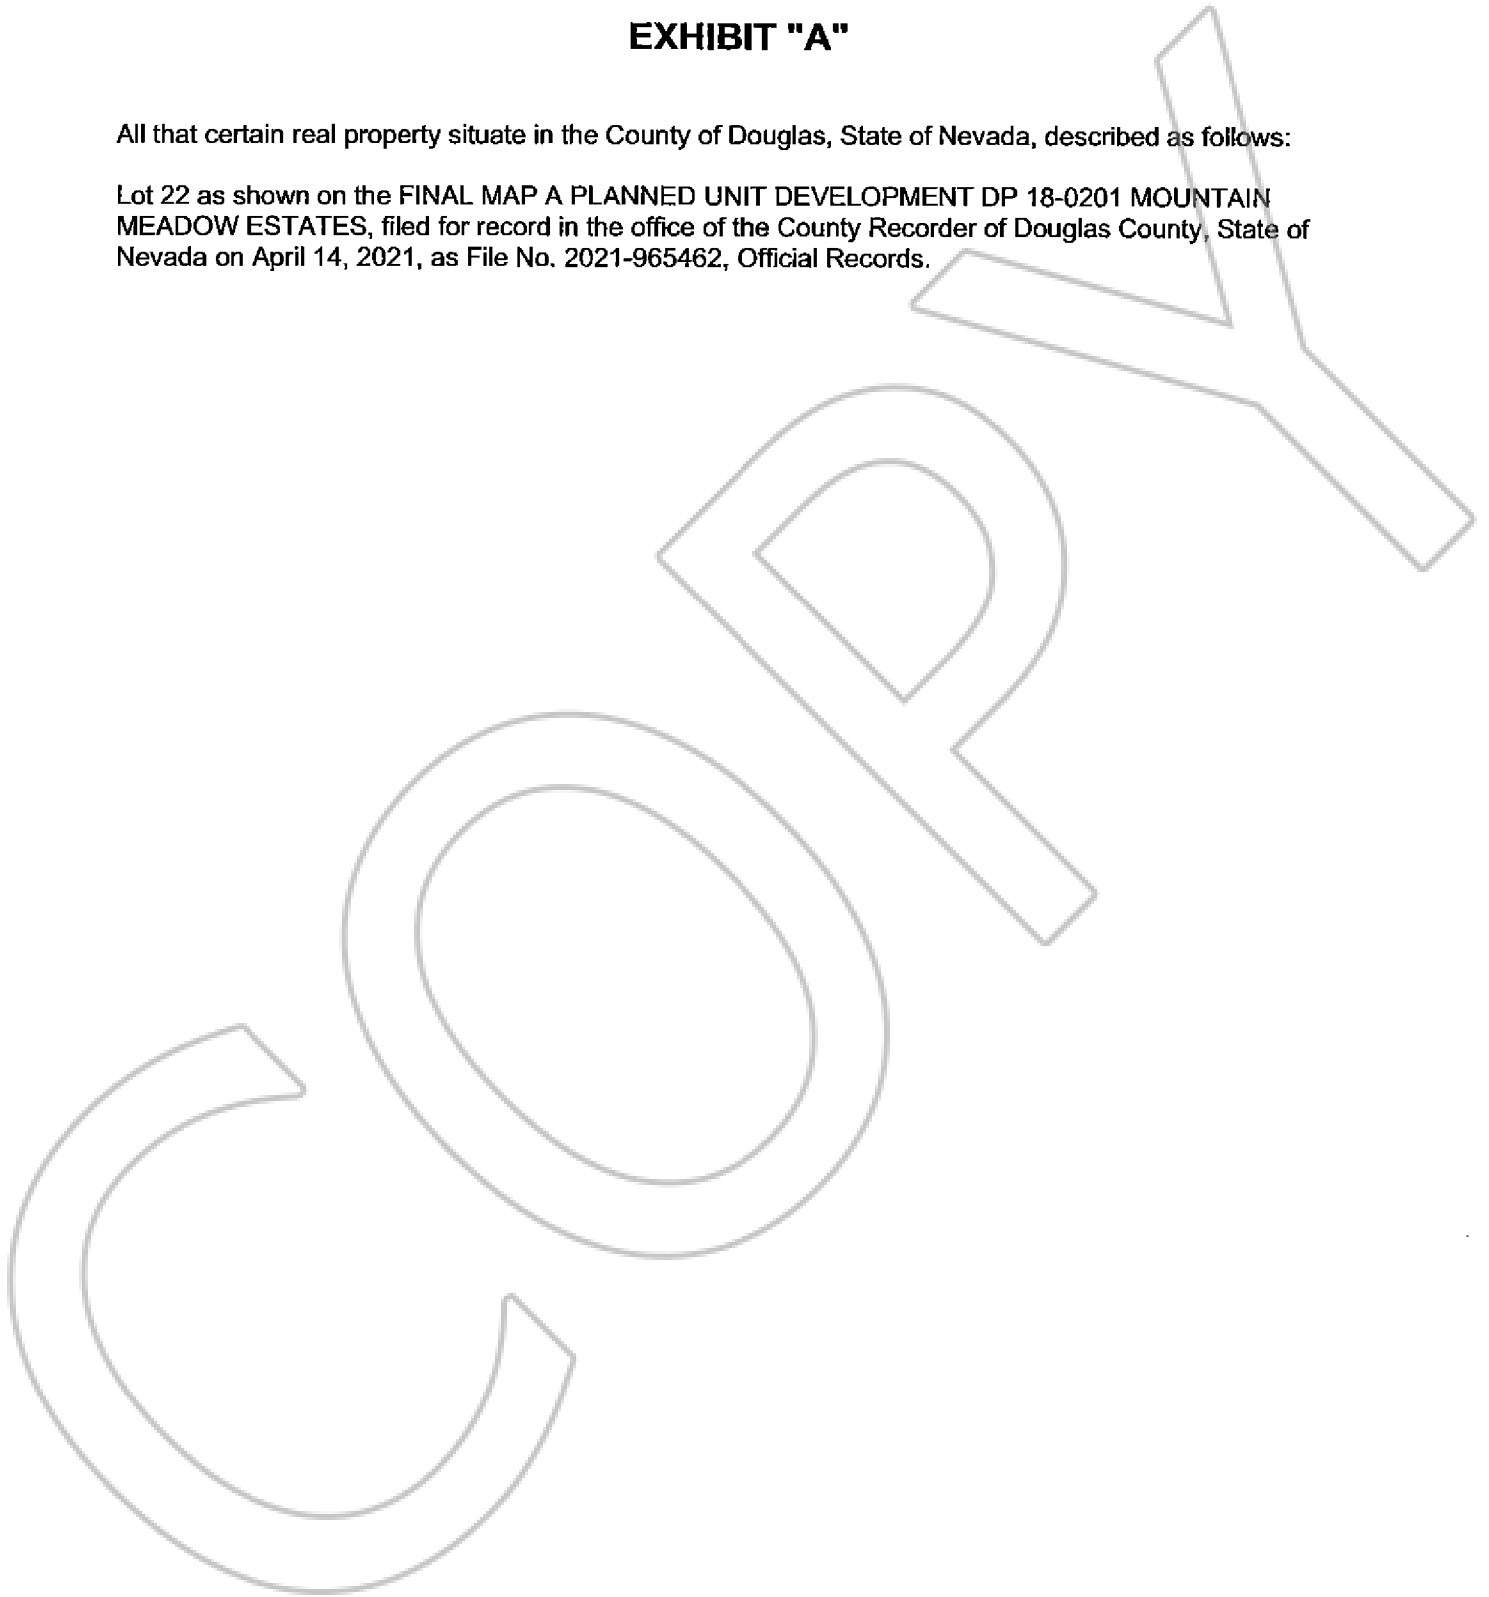 EXHIBIT "A"
All that certain real property situate in the County of Douglas, State of Nevada, described as follows:
Lot 22 as shown on the FINAL MAP A PLANNED UNIT DEVELOPMENT DP 18-0201 MOUNTAIN
MEADOW ESTATES, filed for record in the office of the County Recorder of Douglas County, State of
Nevada on April 14, 2021, as File No. 2021-965462, Official Records.
COPY